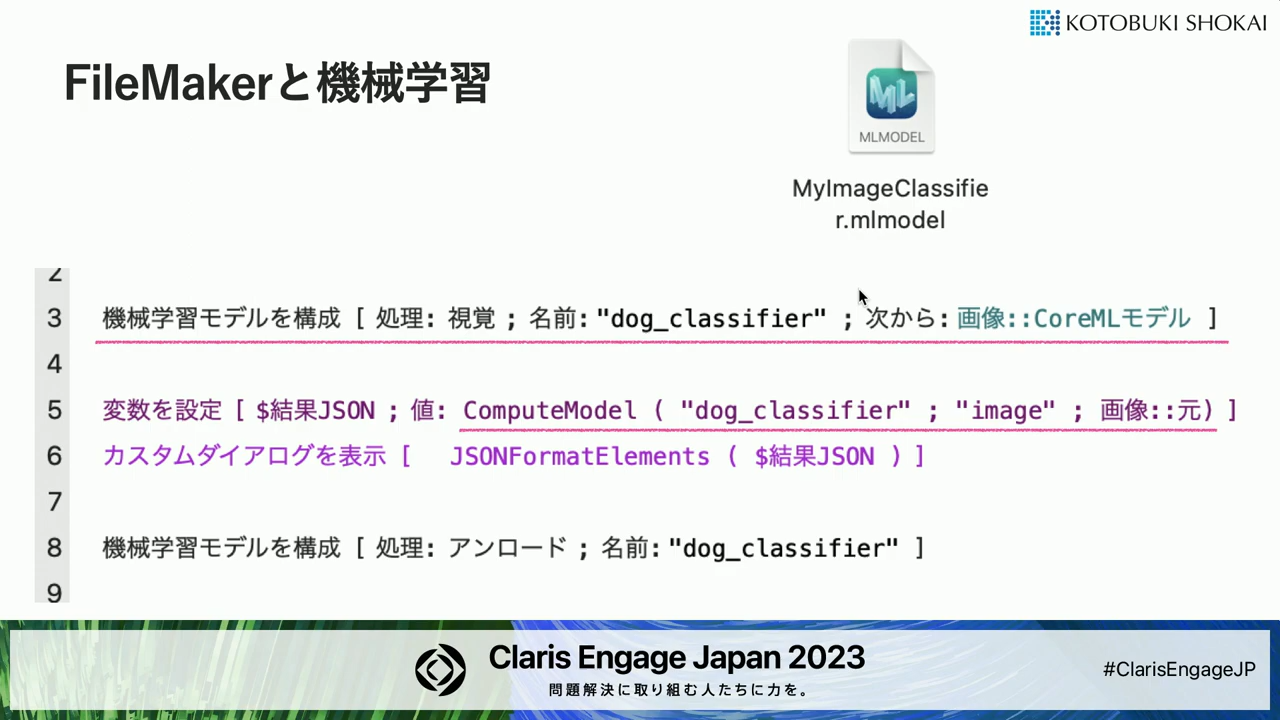 KOTOBUKI SHOKAI
FileMakerと機械学習
MLMODEL
MyImageClassifie
r.mlmodel
2
3 機械学習モデルを構成 [ 処理: 視覚 ; 名前: "dog_classifier" ; 次から: 画像::CoreMLモデル ]
4
5 変数を設定 [ $結果JSON ; 値: ComputeModel ( "dog_classifier" ; "image" ; 画像::元) ]
6 カスタムダイアログを表示 [ JSONFormatElements ( $結果JSON ) ]
7
8 機械学習モデルを構成 [ 処理: アンロード ; 名前: "dog_classifier" ]
9
Claris Engage Japan 2023
問題解決に取り組む人たちに力を。
#ClarisEngageJP